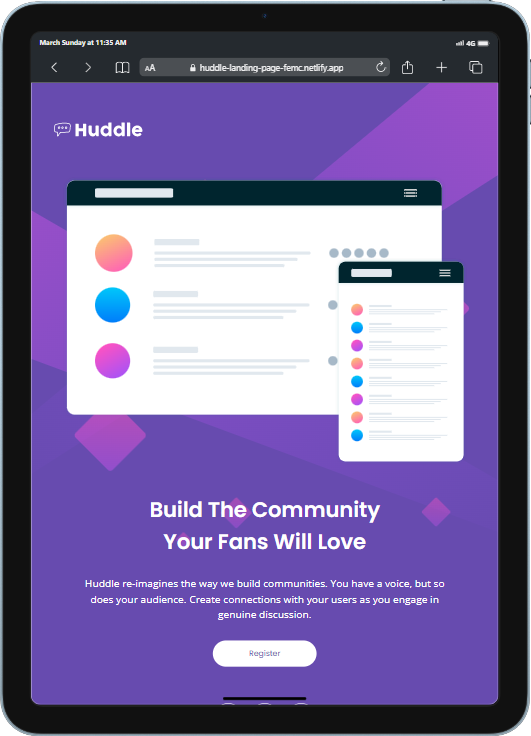 March Sunday at 11:35 AM
4G
AA
huddle-landing-page-femc.netlify.app
Huddle
Build The Community
Your Fans Will Love
Huddle re-imagines the way we build communities. You have a voice, but so
does your audience. Create connections with your users as you engage in
genuine discussion.
Register